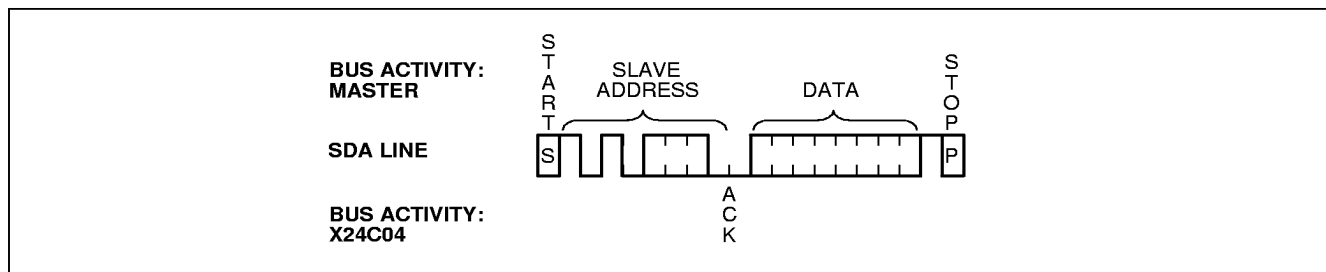 BUS ACTIVITY:
MASTER
START
SLAVE
ADDRESS
DATA
STOP
SDA LINE
S
P
BUS ACTIVITY:
X24C04
ACK